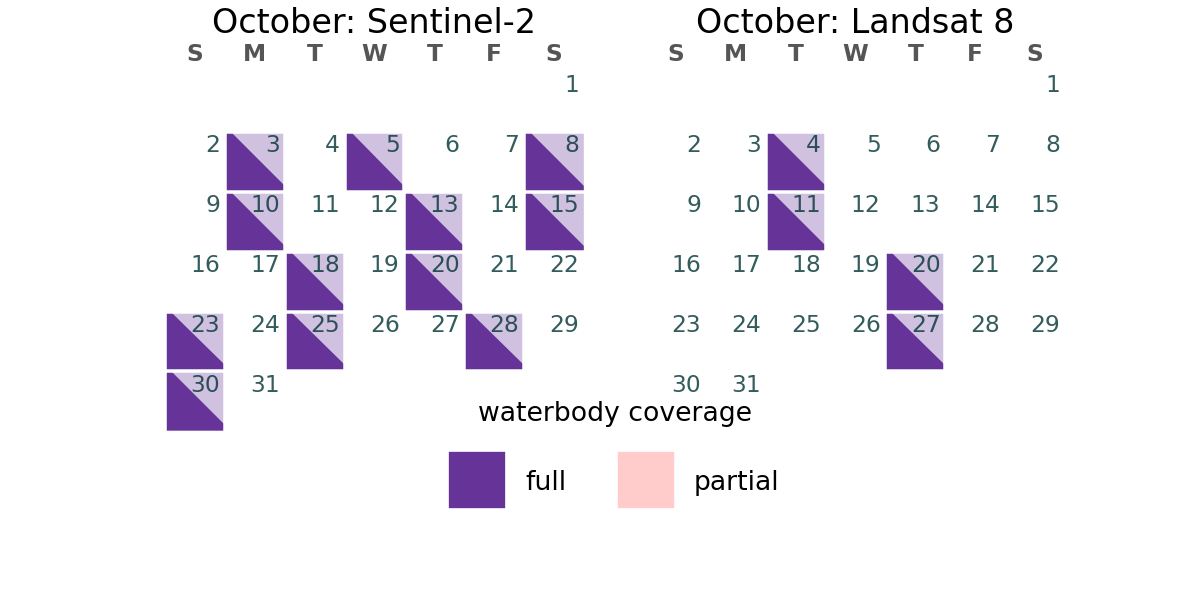 October: Sentinel-2
S M T W T F S
1
2 3 4 5 6 7 8
9 10 11 12 13 14 15
16 17 18 19 20 21 22
23 24 25 26 27 28 29
30 31
October: Landsat 8
S M T W T F S
1
2 3 4 5 6 7 8
9 10 11 12 13 14 15
16 17 18 19 20 21 22
23 24 25 26 27 28 29
30 31
waterbody coverage
full partial